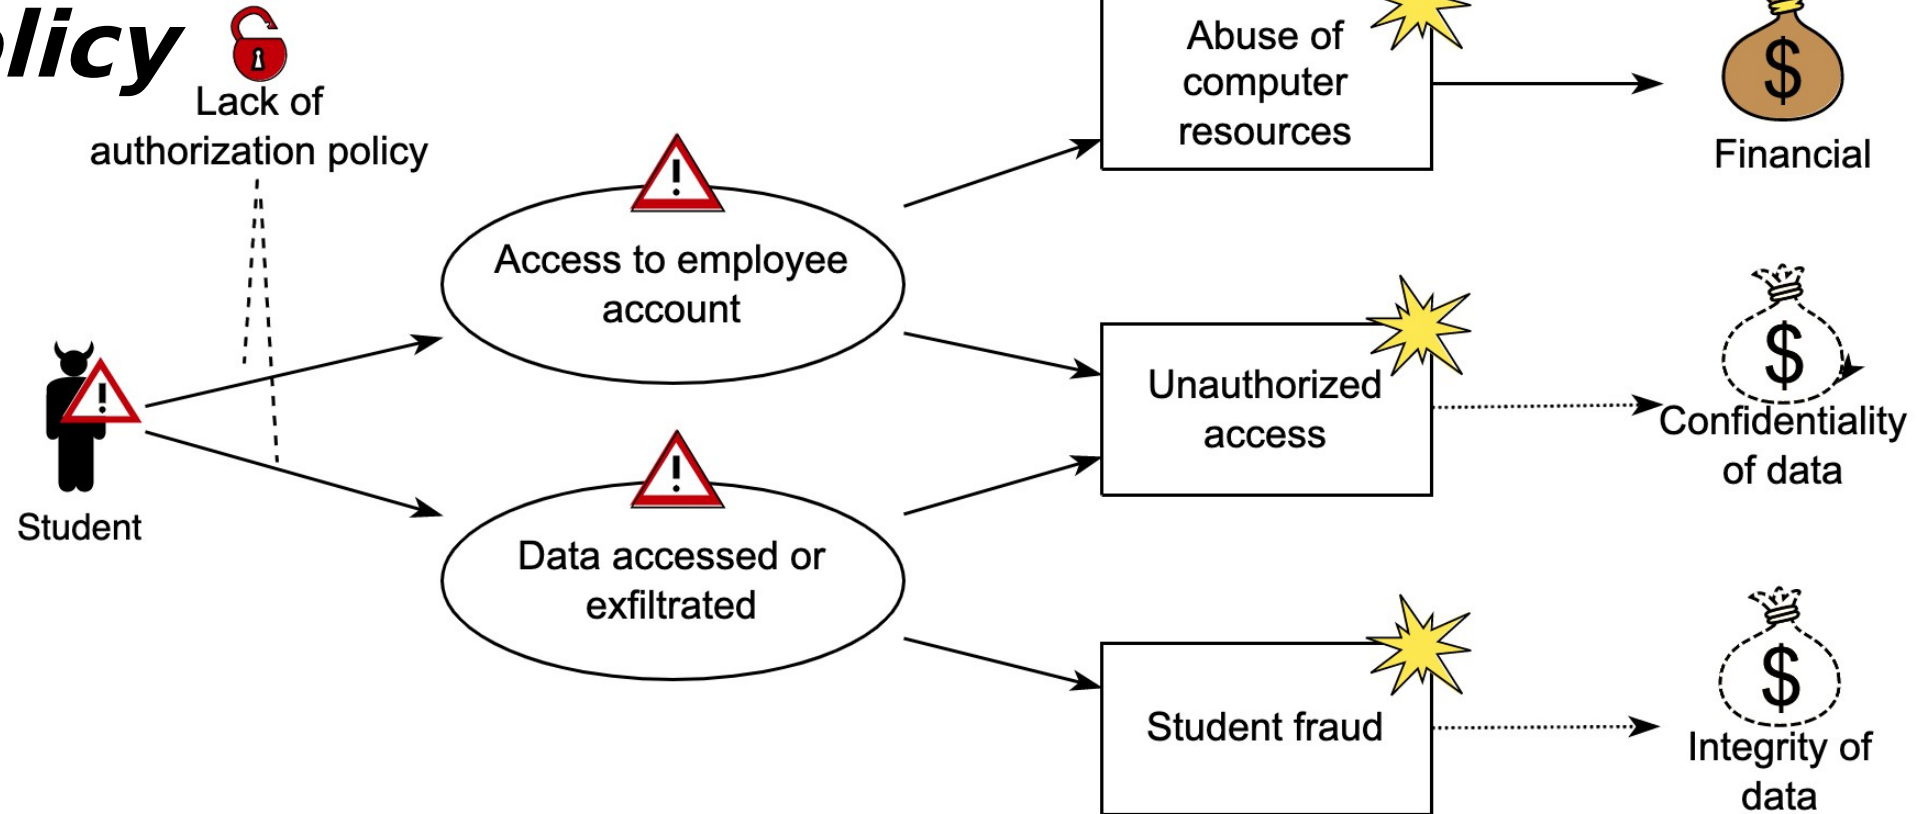 licy
Lack of
authorization policy
Student
Access to employee
account
Data accessed or
exfiltrated
Abuse of
computer
resources
Unauthorized
access
Student fraud
$
Financial
$
Confidentiality
of data
$
Integrity of
data